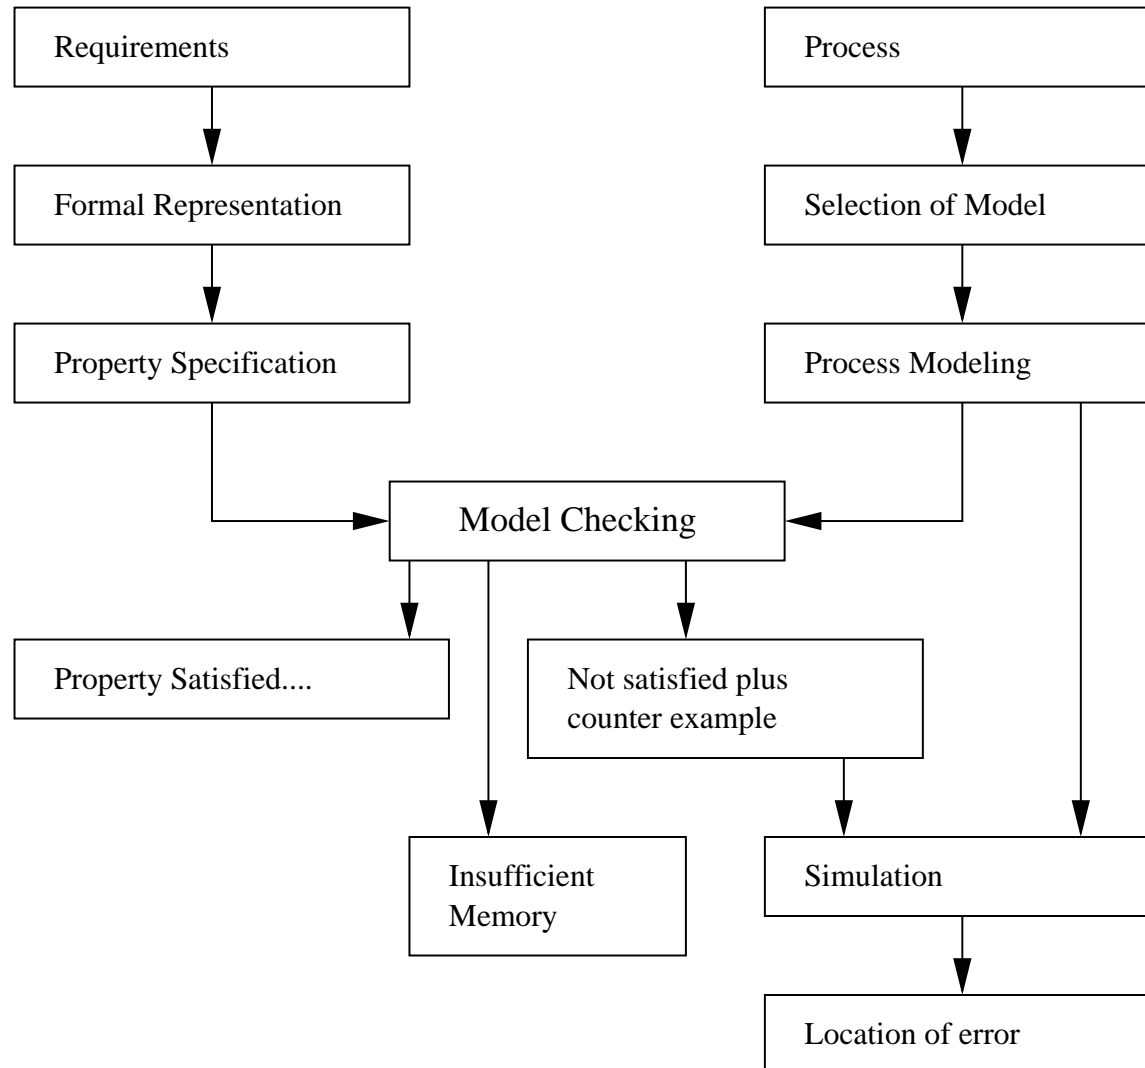 Requirements
Process
Formal Representation
Selection of Model
Property Specification
Process Modeling
Model Checking
Property Satisfied....
Not satisfied plus
counter example
Insufficient
Memory
Simulation
Location of error